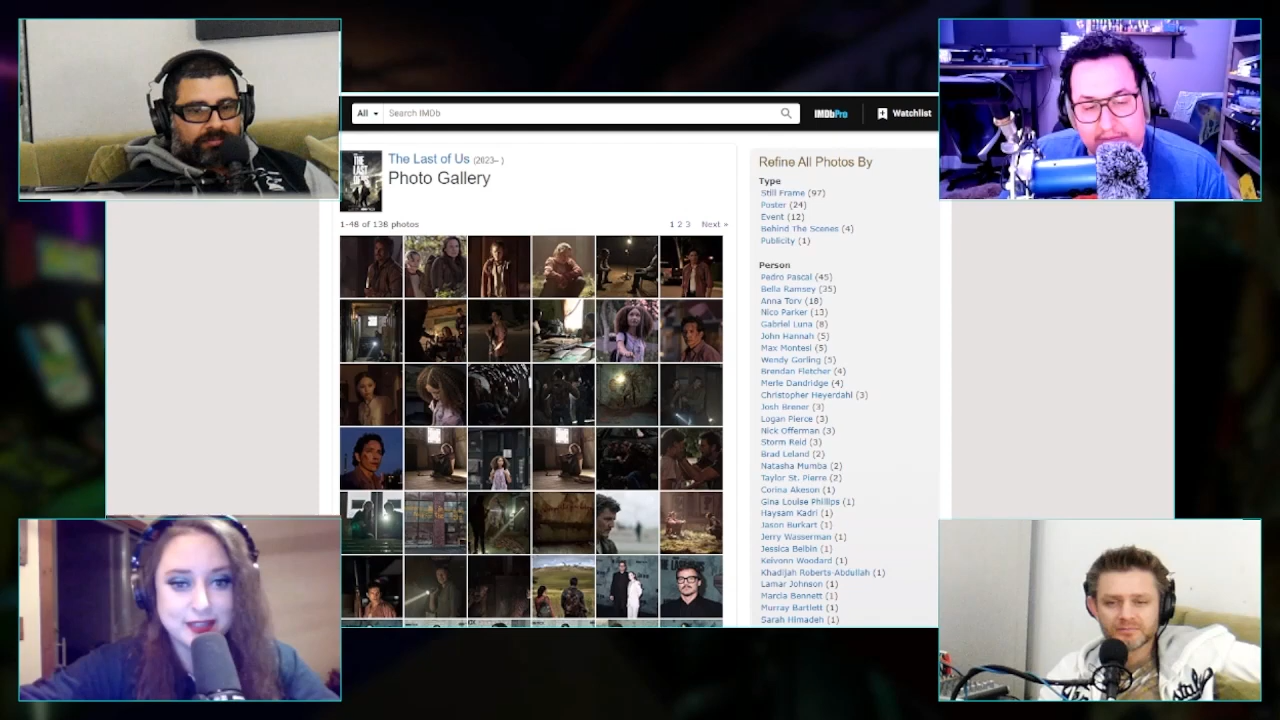 All
Search IMDb
IMDbPro
Watchlist
THE LAST OF US
The Last of Us (2023– )
Photo Gallery
1-48 of 138 photos
1 2 3 Next »
Refine All Photos By
Type
Still Frame (97)
Poster (24)
Event (12)
Behind The Scenes (4)
Publicity (1)
Person
Pedro Pascal (45)
Bella Ramsey (35)
Anna Torv (18)
Nico Parker (13)
Gabriel Luna (8)
John Hannah (5)
Max Montesi (5)
Wendy Gorling (5)
Brendan Fletcher (4)
Merle Dandridge (4)
Christopher Heyerdahl (3)
Josh Brener (3)
Logan Pierce (3)
Nick Offerman (3)
Storm Reid (3)
Brad Leland (2)
Natasha Mumba (2)
Taylor St. Pierre (2)
Corina Akeson (1)
Gina Louise Phillips (1)
Haysam Kadri (1)
Jason Burkart (1)
Jerry Wasserman (1)
Jessica Belbin (1)
Keivonn Woodard (1)
Khadijah Roberts-Abdullah (1)
Lamar Johnson (1)
Marcia Bennett (1)
Murray Bartlett (1)
Sarah Himadeh (1)